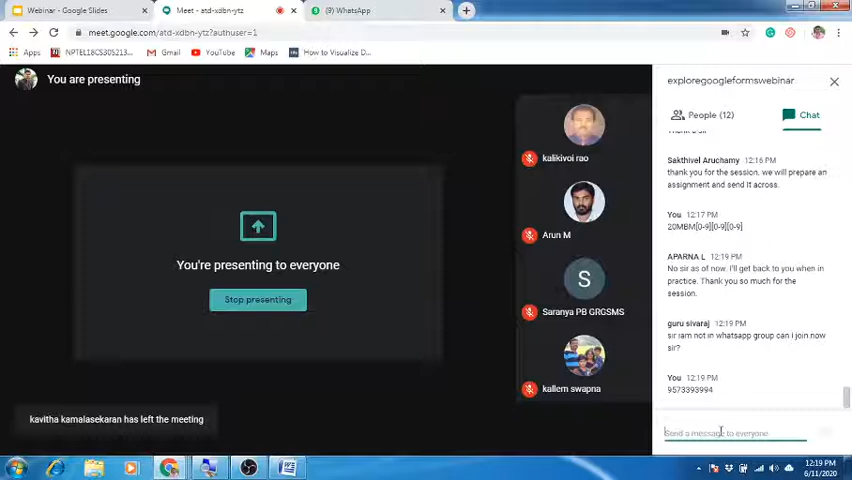 Webinar - Google Slides
Meet - atd-xdbn-ytz
(9) WhatsApp
meet.google.com/atd-xdbn-ytz?authuser=1
Apps
NPTEL18CS30S213...
Gmail
YouTube
Mapping
How to Visualize D...
You are presenting
You're presenting to everyone
Stop presenting
kavitha kamalasekaran has left the meeting
kalikivoi rao
Arun M
S
Saranya PB GRGSMS
kallem swapna
exploregoogleformswebinar
People (12)
Chat
Sakthivel Aruchamy 12:16 PM
thank you for the session, we will prepare an
assignment and send it across.
You 12:17 PM
20MBM[0-9][0-9][0-9]
APARNA L 12:19 PM
No sir as of now. I'll get back to you when in
practice. Thank you so much for the
session.
guru sivaraj 12:19 PM
sir iam not in whatsapp group can i join now
sir?
You 12:19 PM
9573393994
Send a message to everyone
12:19 PM
6/11/2020